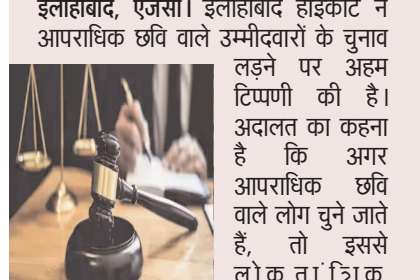 इलाहाबाद, एजेंसी। इलाहाबाद हाईकोर्ट ने
आपराधिक छवि वाले उम्मीदवारों के चुनाव
लड़ने पर अहम
टिप्पणी की है।
अदालत का कहना
है कि अगर
आपराधिक छवि
वाले लोग चुने जाते
हैं, तो इससे
लोकतांत्रिक